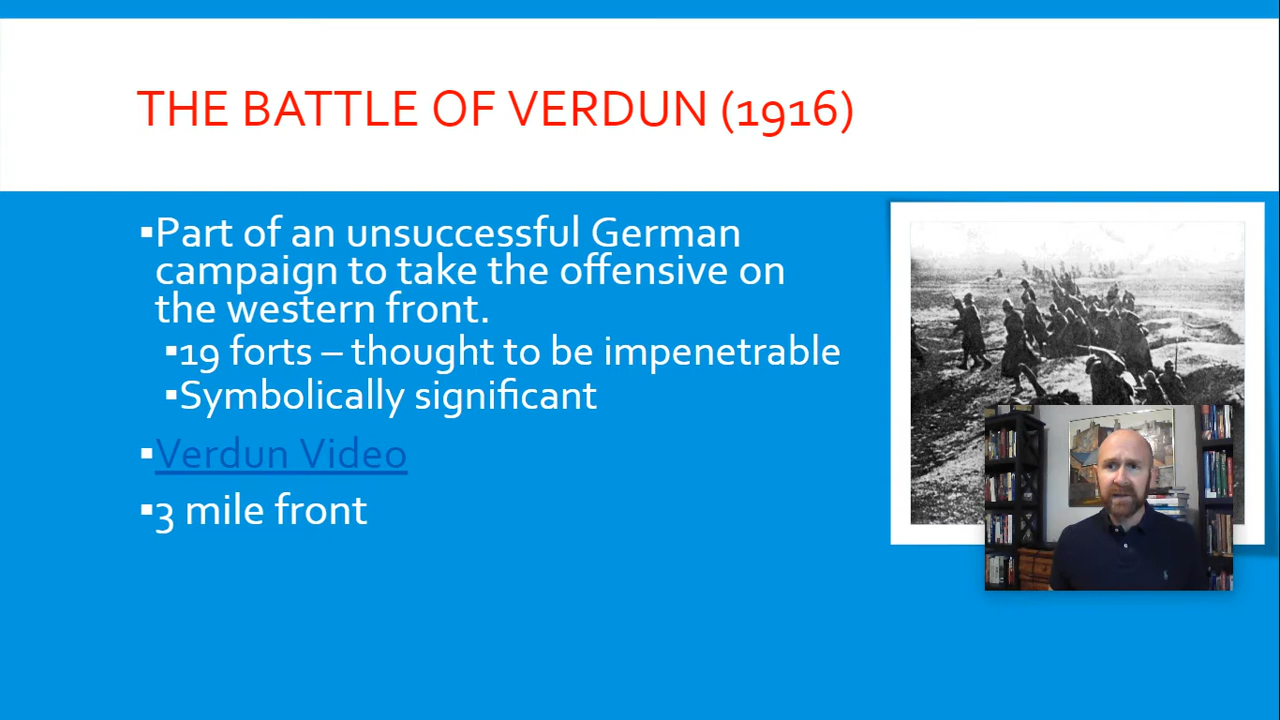 THE BATTLE OF VERDUN (1916)
▪Part of an unsuccessful German
campaign to take the offensive on
the western front.
▪19 forts – thought to be impenetrable
▪Symbolically significant
▪Verdun Video
▪3 mile front